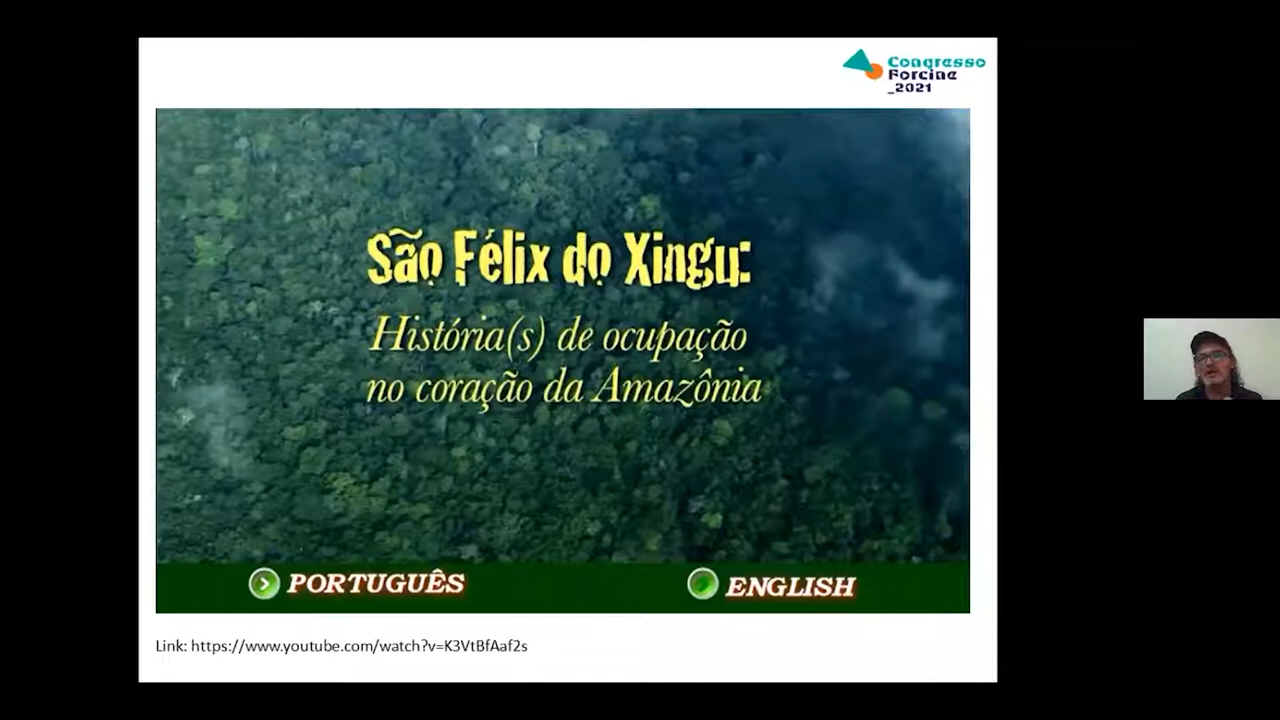 Congresso
Forcine
_2021
São Félix do Xingu:
História(s) de ocupação
no coração da Amazônia
PORTUGUÊS
ENGLISH
Link: https://www.youtube.com/watch?v=K3VtBfAaf2s